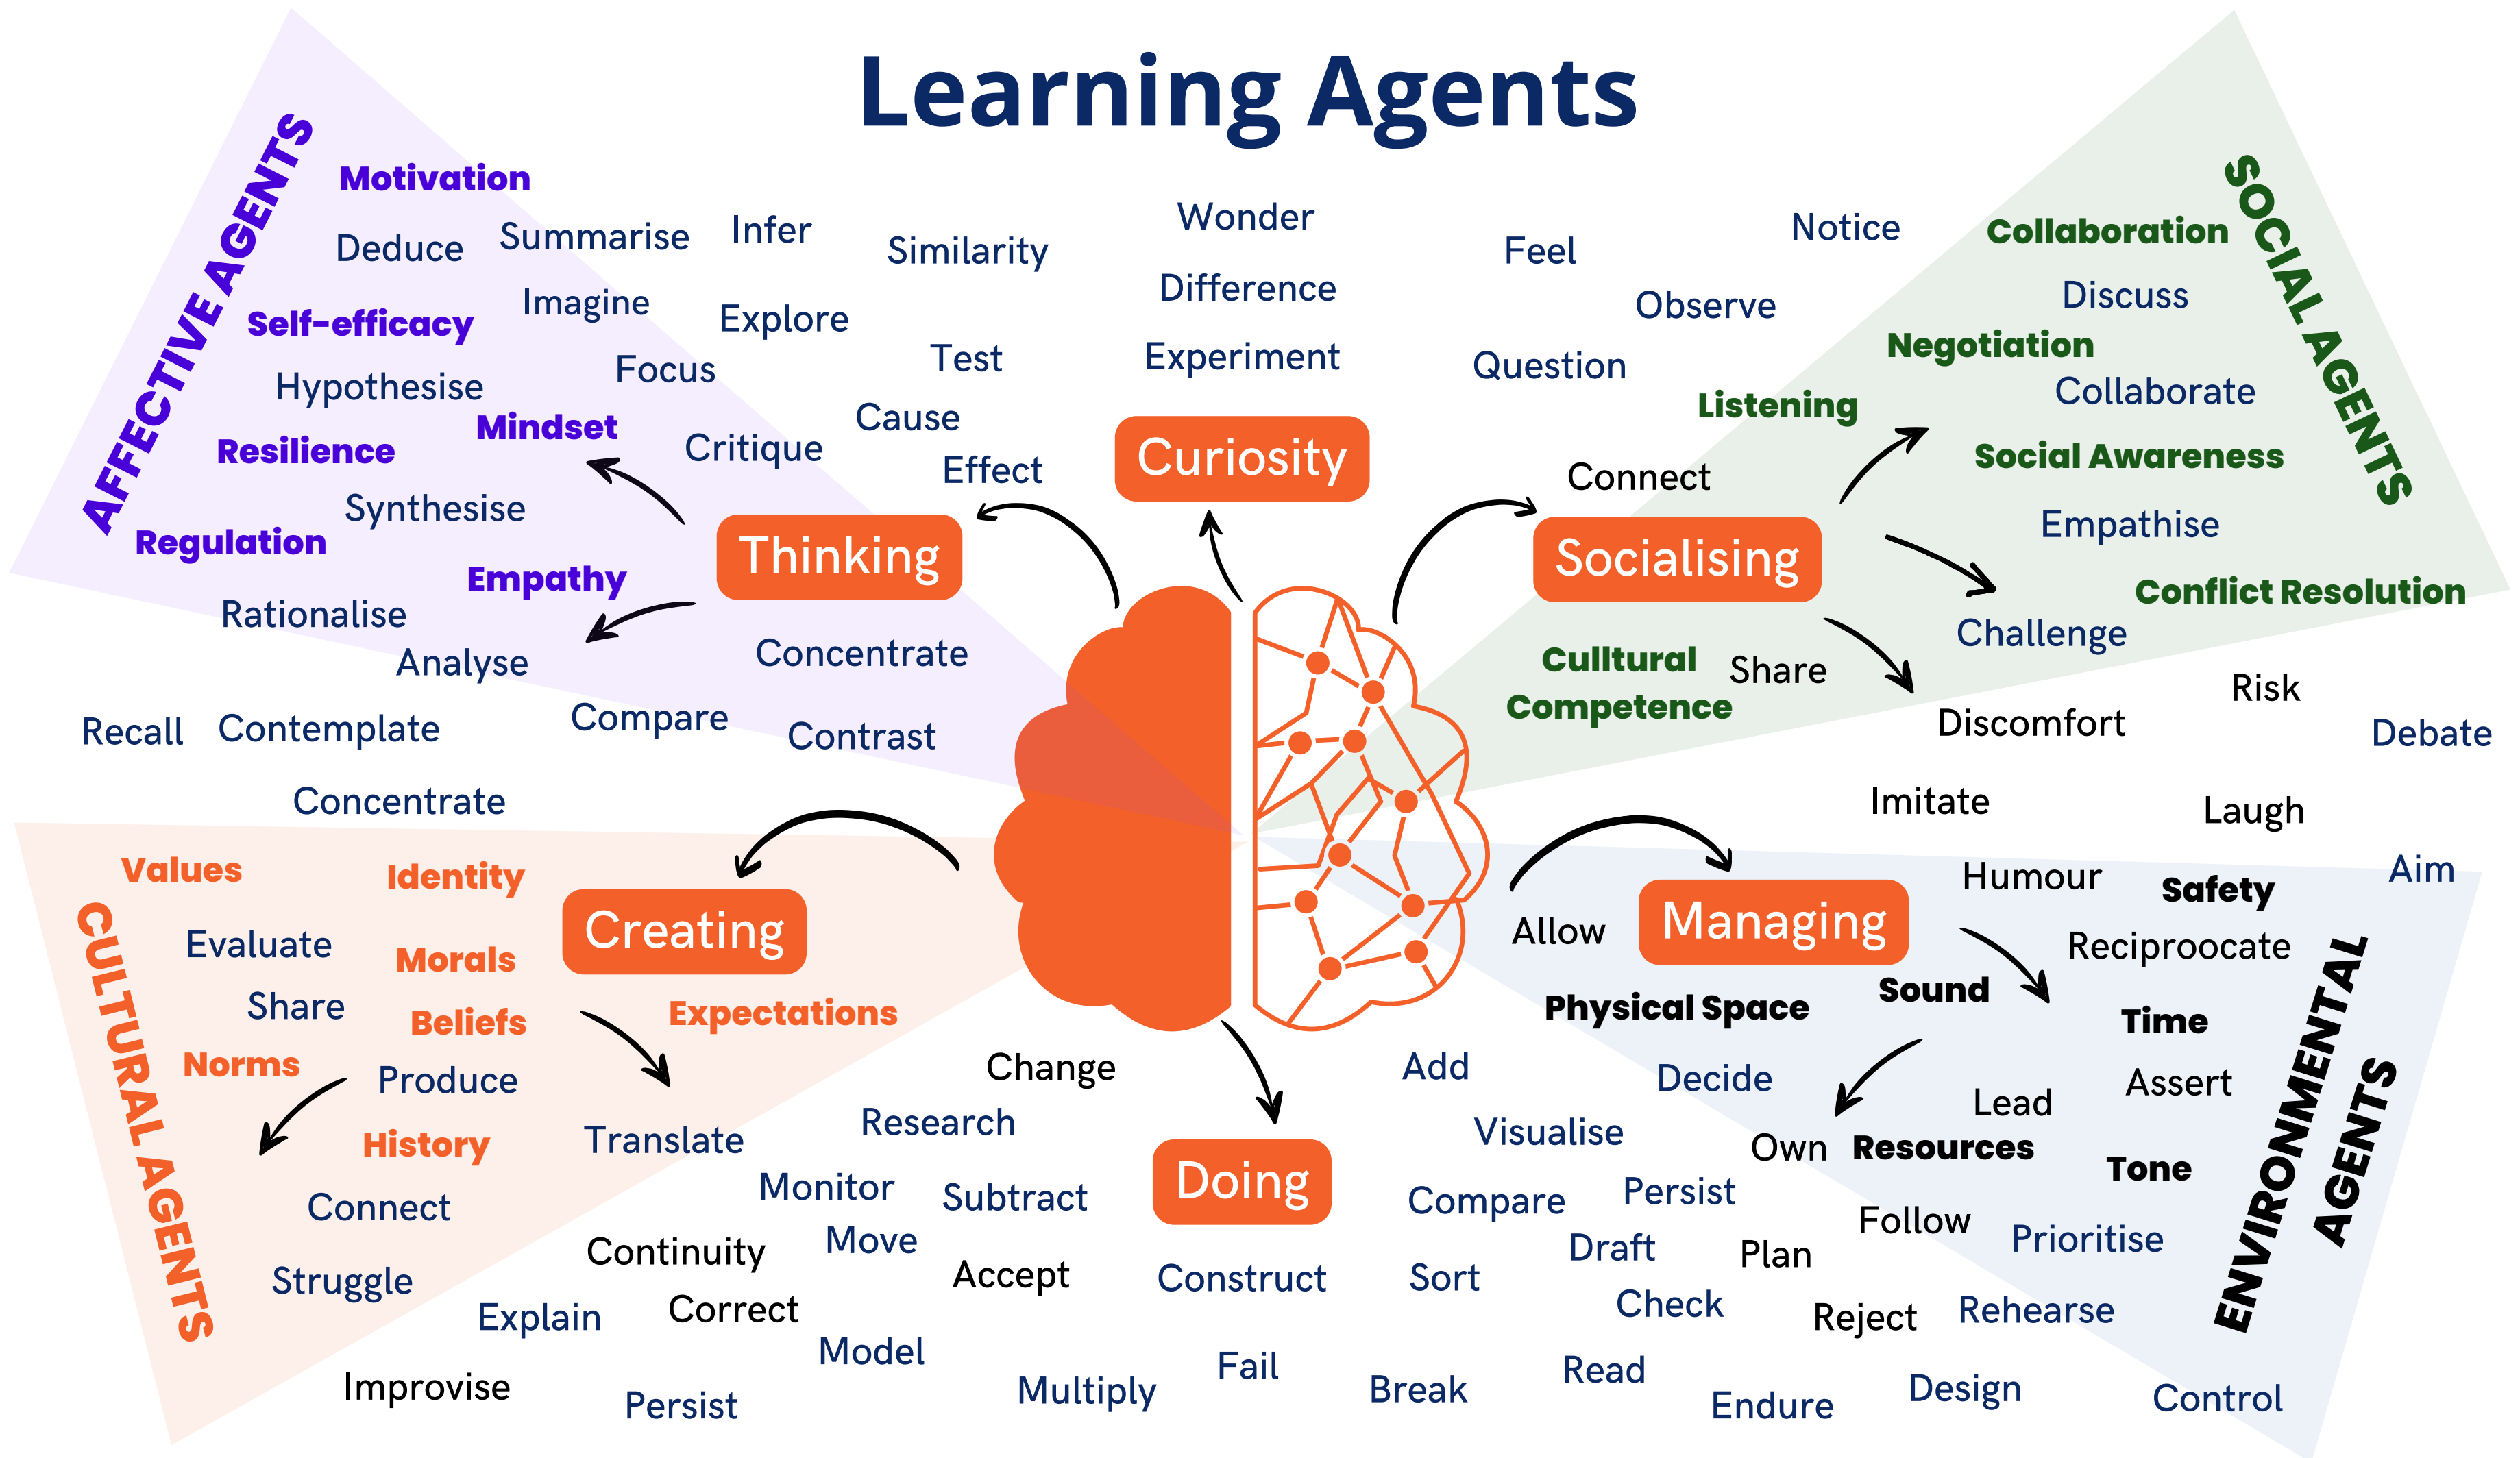 Learning Agents
AFFECTIVE AGENTS
Motivation
Deduce
Summarise
Infer
Similarity
Self-efficacy
Imagine
Explore
Hypothesise
Focus
Test
Mindset
Cause
Resilience
Critique
Effect
Synthesise
Regulation
Thinking
Empathy
Rationalise
Analyse
Concentrate
Recall
Contemplate
Compare
Contrast
Concentrate
Wonder
Difference
Experiment
Curiosity
Feel
Notice
Observe
Question
SOCIAL AGENTS
Collaboration
Discuss
Negotiation
Collaborate
Listening
Connect
Social Awareness
Socialising
Empathise
Conflict Resolution
Challenge
Culltural
Competence
Share
Risk
Discomfort
Debate
Imitate
Laugh
CULTURAL AGENTS
Values
Identity
Creating
Evaluate
Morals
Share
Beliefs
Expectations
Norms
Produce
History
Translate
Connect
Struggle
Continuity
Explain
Correct
Improvise
Persist
Change
Research
Monitor
Subtract
Move
Accept
Model
Multiply
Doing
Construct
Fail
Add
Visualise
Compare
Sort
Break
Persist
Draft
Check
Read
Endure
Humour
Safety
Aim
Allow
Managing
Reciproocate
Physical Space
Sound
Time
Decide
Assert
Lead
Own
Resources
Tone
Follow
Prioritise
Plan
Reject
Rehearse
Design
Control
ENVIRONMENTAL
AGENTS